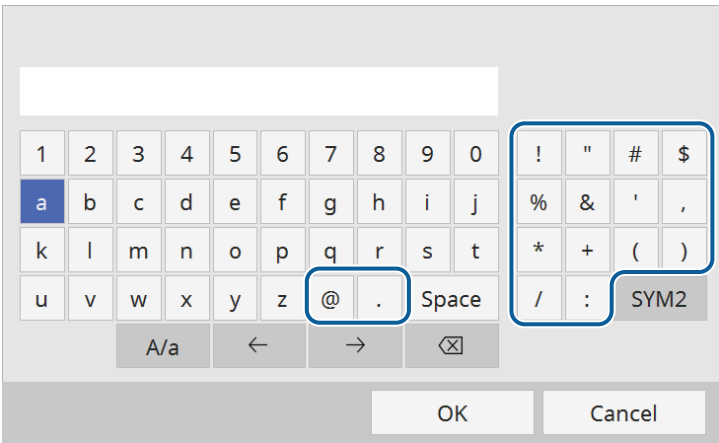 1 2 3 4 5 6 7 8 9 0 ! " # $
a b c d e f g h i j % & ' ,
k l m n o p q r s t * + ( )
u v w x y z @ . Space / : SYM2
A/a ← → ⌫
OK Cancel